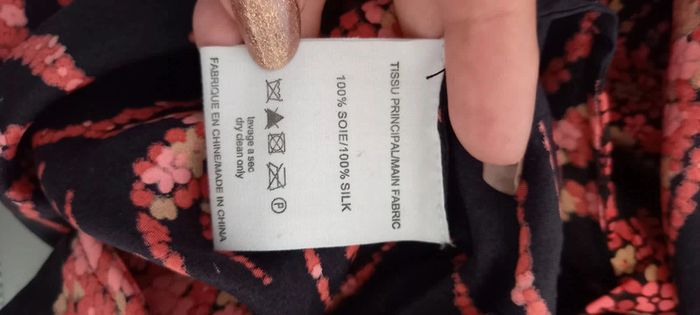 TISSU PRINCIPAL/MAIN FABRIC
100% SOIE/100% SILK
P
lavage a sec
dry clean only
FABRIQUE EN CHINE/MADE IN CHINA